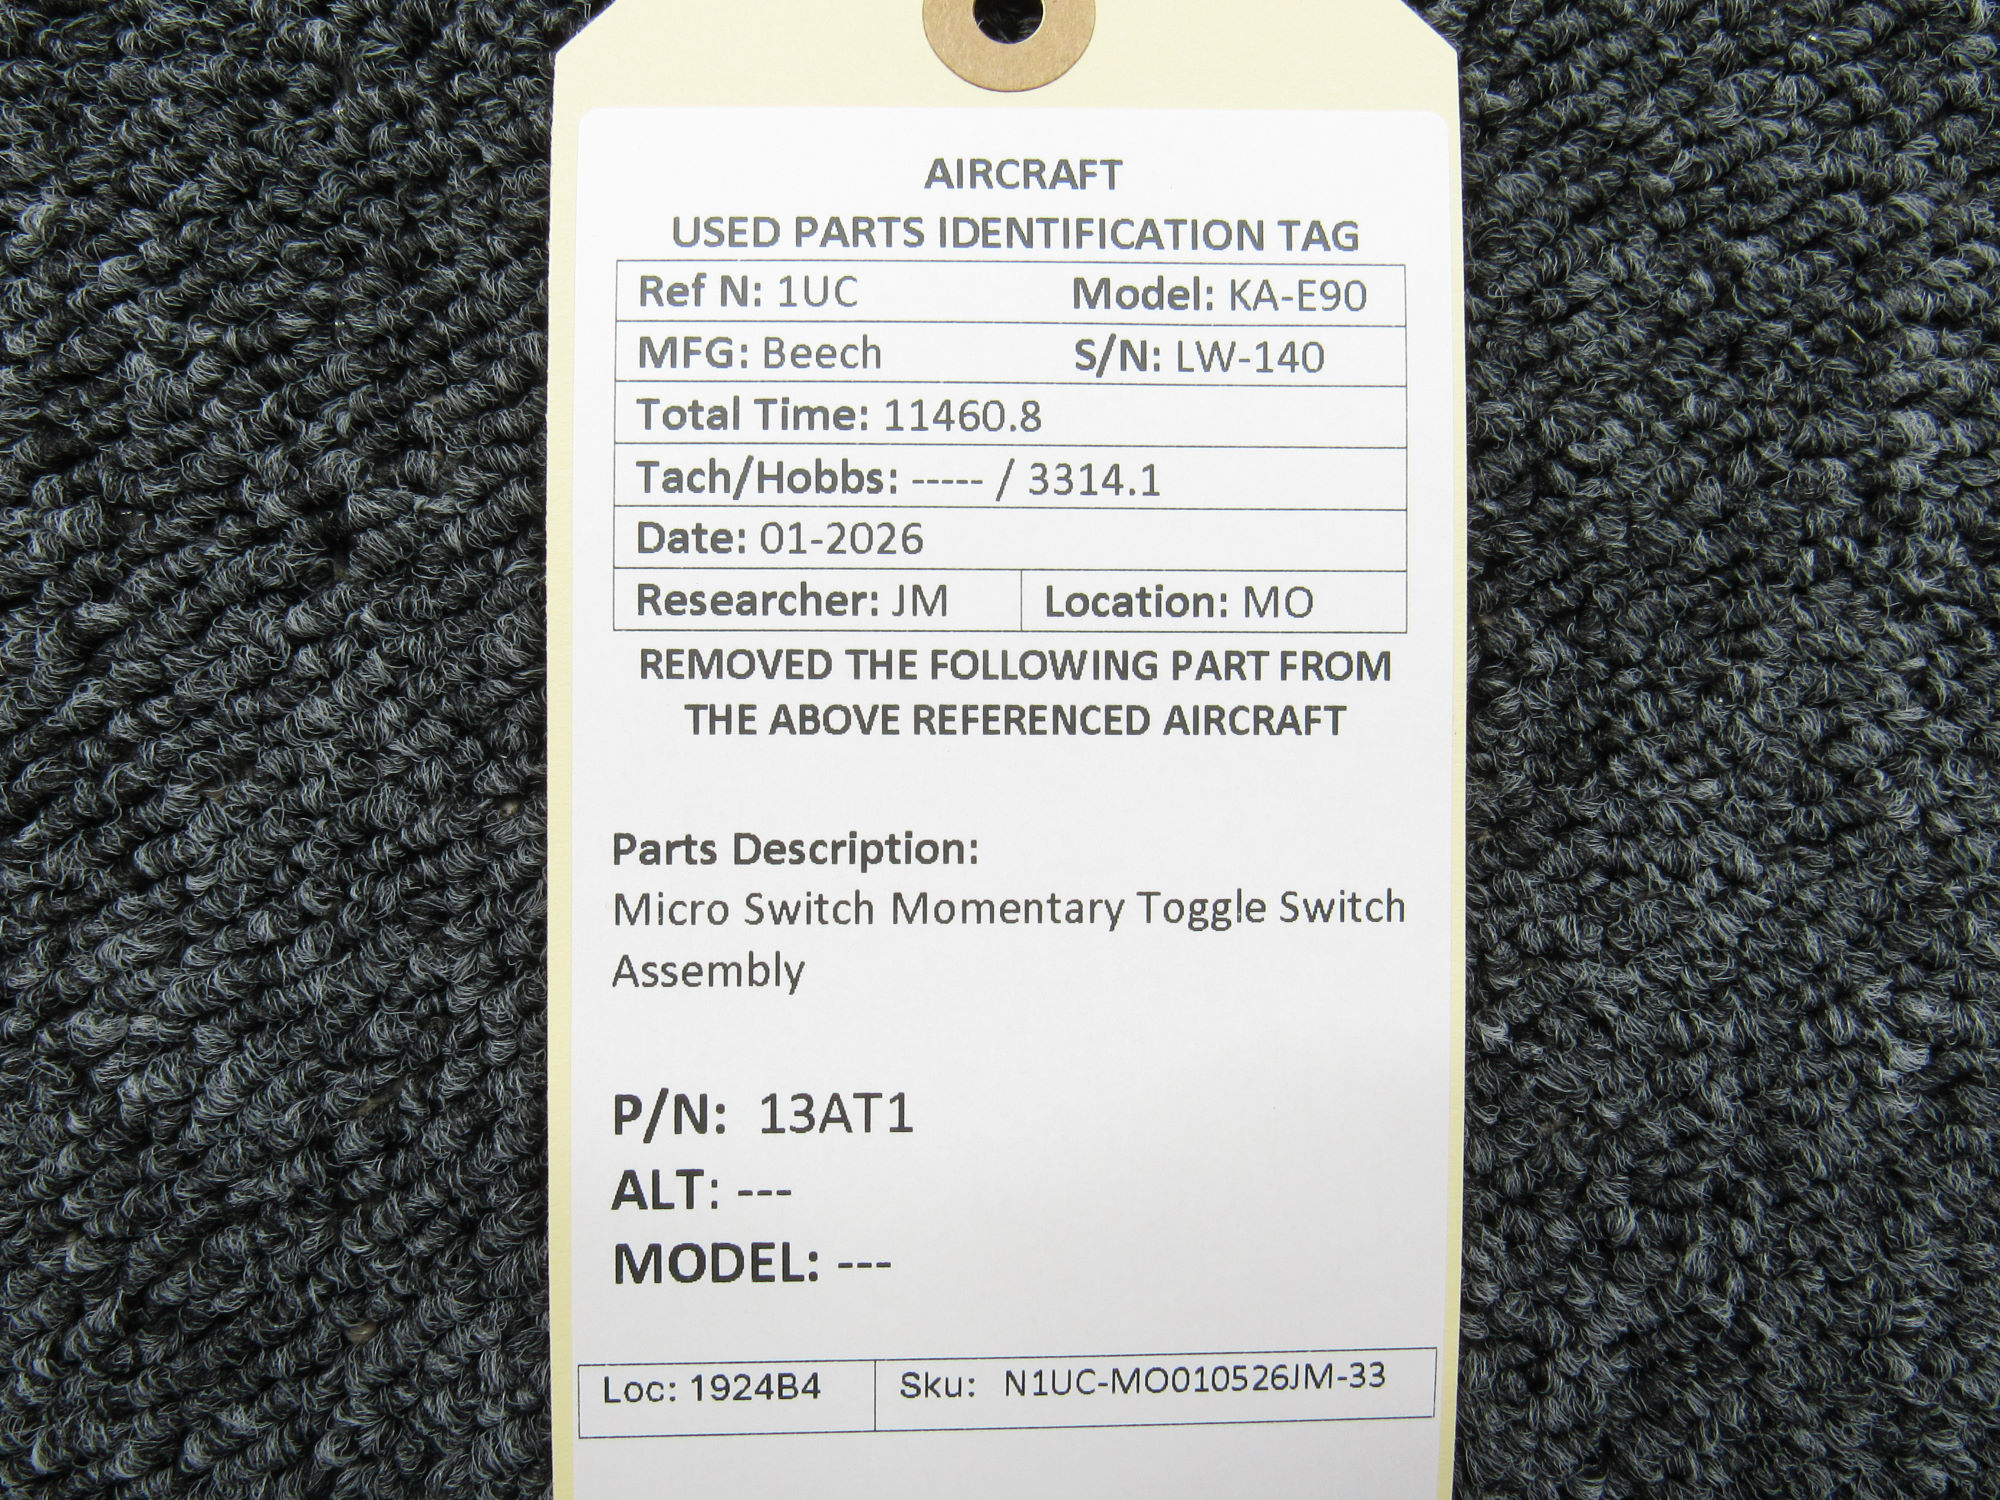 AIRCRAFT
USED PARTS IDENTIFICATION TAG
Ref N: 1UC Model: KA-E90
MFG: Beech S/N: LW-140
Total Time: 11460.8
Tach/Hobbs: ----- / 3314.1
Date: 01-2026
Researcher: JM Location: MO
REMOVED THE FOLLOWING PART FROM
THE ABOVE REFERENCED AIRCRAFT
Parts Description:
Micro Switch Momentary Toggle Switch
Assembly
P/N: 13AT1
ALT: ---
MODEL: ---
Loc: 1924B4 Sku: N1UC-MO010526JM-33